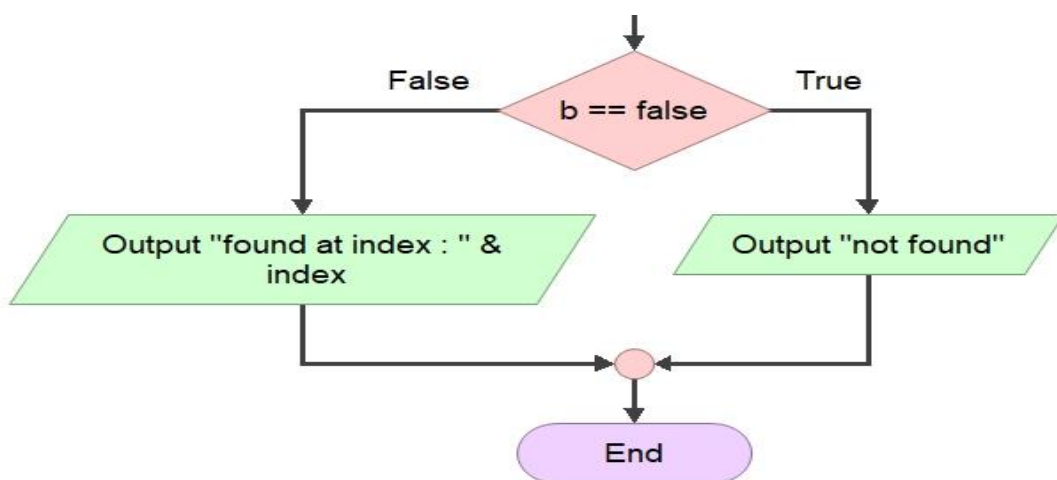 False
True
b == false
Output "found at index : " &
index
Output "not found"
End